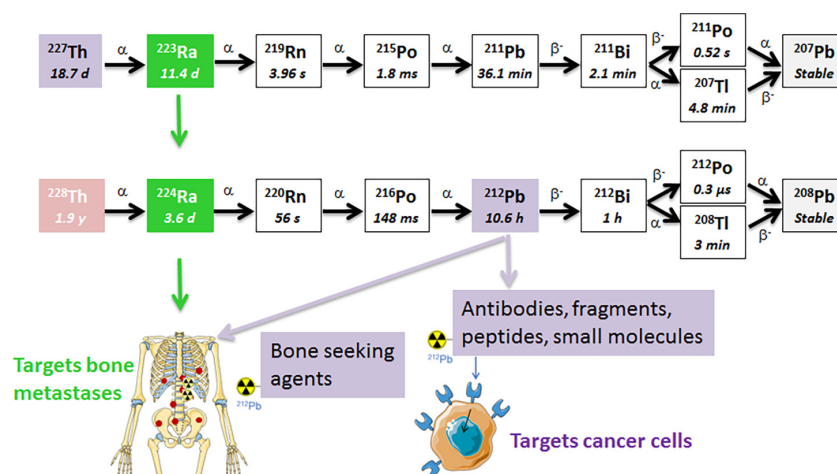 ²²⁷Th α ²²³Ra α ²¹⁹Rn α ²¹⁵Po α ²¹¹Pb β⁻ ²¹¹Bi β⁻ ²¹¹Po α ²⁰⁷Pb
18.7 d 11.4 d 3.96 s 1.8 ms 36.1 min 2.1 min 0.52 s Stable
α ²⁰⁷Tl β⁻
4.8 min
²²⁸Th α ²²⁴Ra α ²²⁰Rn α ²¹⁶Po α ²¹²Pb β⁻ ²¹²Bi β⁻ ²¹²Po α ²⁰⁸Pb
1.9 y 3.6 d 56 s 148 ms 10.6 h 1 h 0.3 µs Stable
α ²⁰⁸Tl β⁻
3 min
Targets bone
metastases
Bone seeking
agents
²¹²Pb
Antibodies, fragments,
peptides, small molecules
²¹²Pb
Targets cancer cells